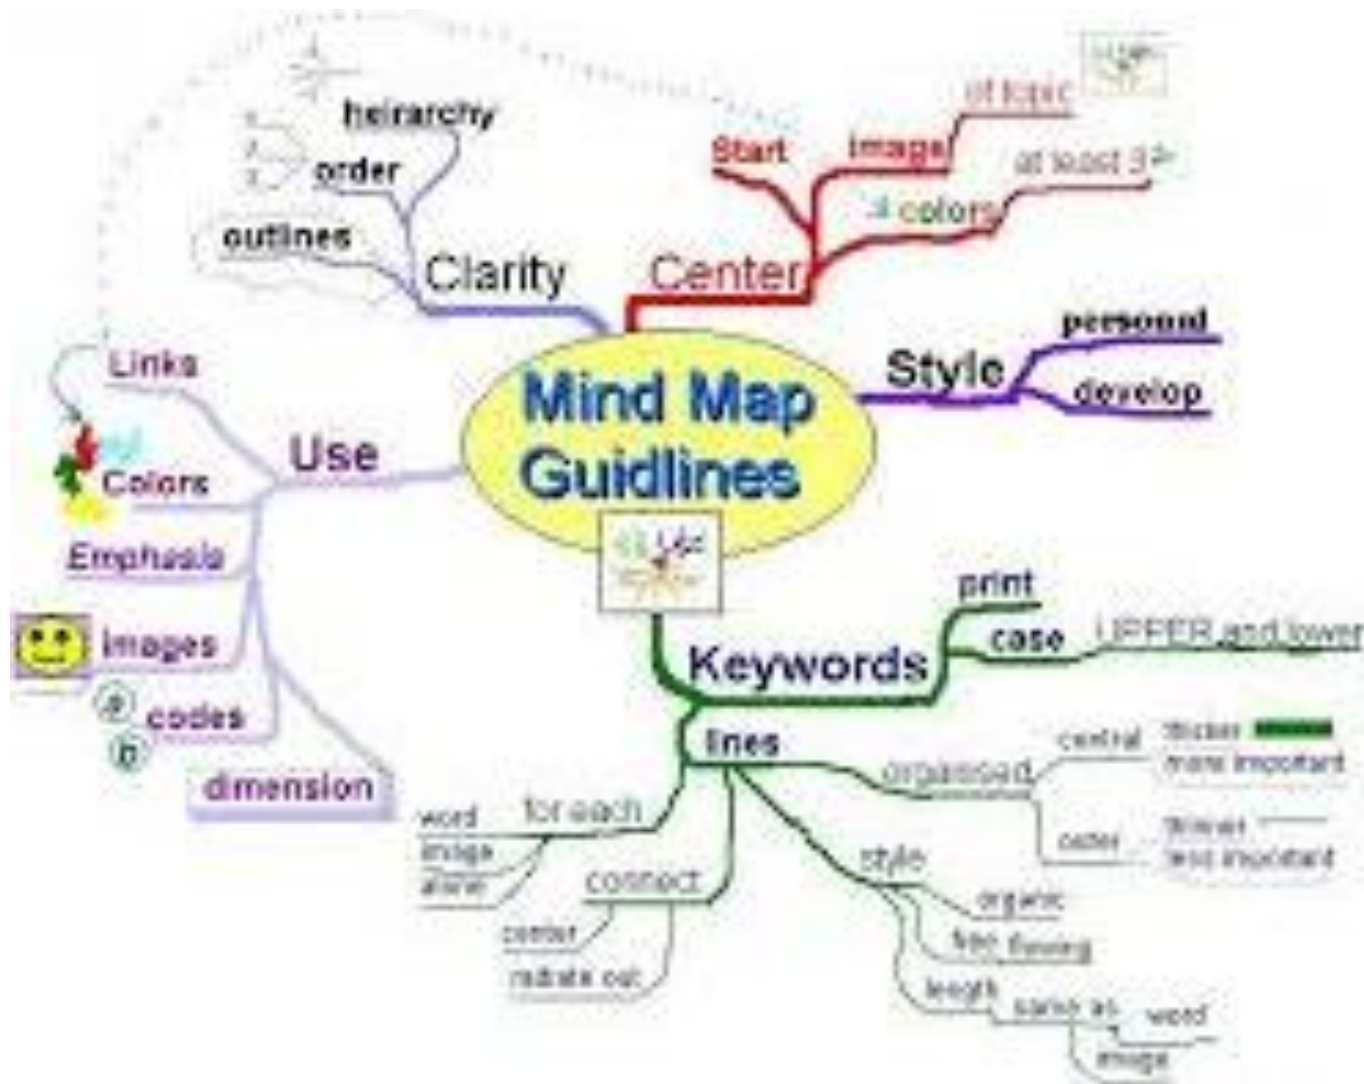 Mind Map
Guidlines
Center
Start
image
of topic
colors
at least 3
Style
personal
develop
Keywords
print
case
UPPER and lower
lines
organised
central
thicker
more important
outer
thinner
less important
style
organic
free flowing
length
same as
word
image
connect
center
radiate out
for each
word
image
alone
Use
Links
Colors
Emphasis
images
codes
a
b
dimension
Clarity
heirarchy
order
outlines